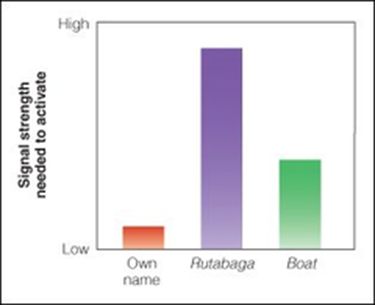 High
Signal strength
needed to activate
Low
Own
name
Rutabaga
Boat